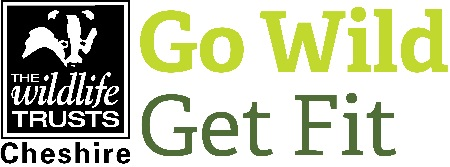 THE
wildlife
TRUSTS
Cheshire
Go Wild
Get Fit